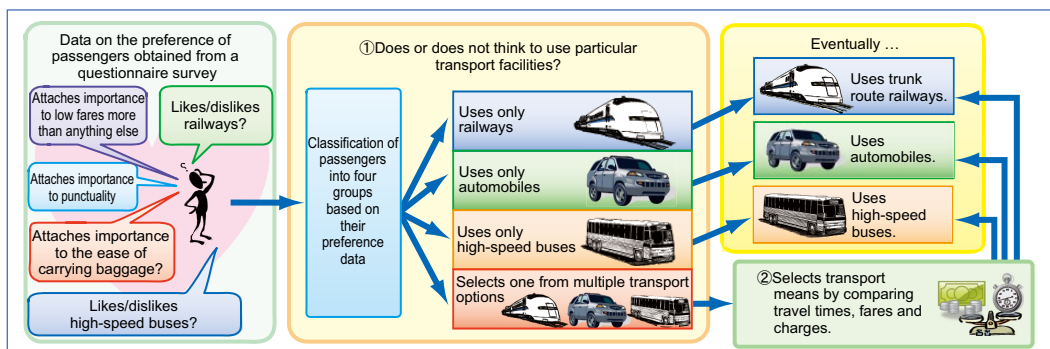 Data on the preference of
passengers obtained from a
questionnaire survey
Attaches importance
to low fares more
than anything else
Likes/dislikes
railways?
Attaches importance
to punctuality
Attaches importance
to the ease of
carrying baggage?
Likes/dislikes
high-speed buses?
①Does or does not think to use particular
transport facilities?
Classification of
passengers
into four
groups
based on
their
preference
data
Uses only
railways
Uses only
automobiles
Uses only
high-speed buses
Selects one from multiple transport
options
Eventually …
Uses trunk
route railways.
Uses
automobiles.
Uses
high-speed
buses.
②Selects transport
means by comparing
travel times, fares and
charges.